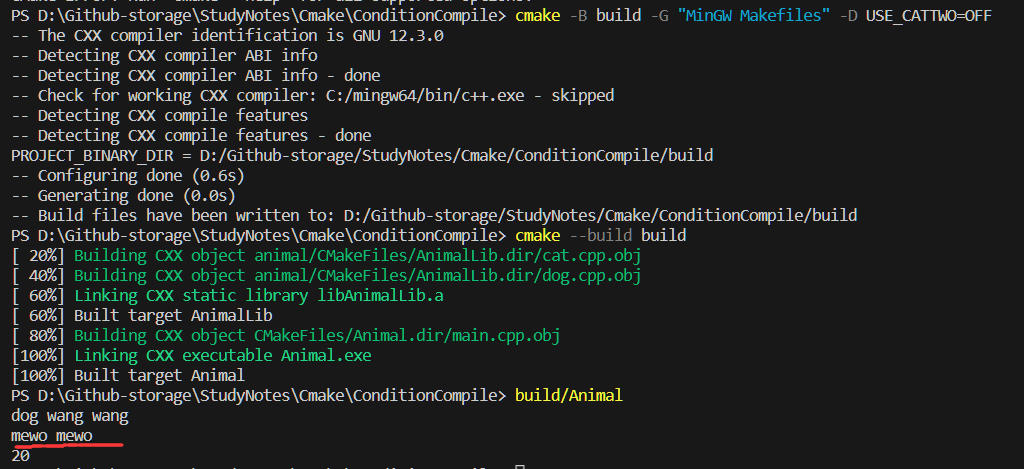 PS D:\Github-storage\StudyNotes\Cmake\ConditionCompile> cmake -B build -G "MinGW Makefiles" -D USE_CATTWO=OFF
-- The CXX compiler identification is GNU 12.3.0
-- Detecting CXX compiler ABI info
-- Detecting CXX compiler ABI info - done
-- Check for working CXX compiler: C:/mingw64/bin/c++.exe - skipped
-- Detecting CXX compile features
-- Detecting CXX compile features - done
PROJECT_BINARY_DIR = D:/Github-storage/StudyNotes/Cmake/ConditionCompile/build
-- Configuring done (0.6s)
-- Generating done (0.0s)
-- Build files have been written to: D:/Github-storage/StudyNotes/Cmake/ConditionCompile/build
PS D:\Github-storage\StudyNotes\Cmake\ConditionCompile> cmake --build build
[ 20%] Building CXX object animal/CMakeFiles/AnimalLib.dir/cat.cpp.obj
[ 40%] Building CXX object animal/CMakeFiles/AnimalLib.dir/dog.cpp.obj
[ 60%] Linking CXX static library libAnimalLib.a
[ 60%] Built target AnimalLib
[ 80%] Building CXX object CMakeFiles/Animal.dir/main.cpp.obj
[100%] Linking CXX executable Animal.exe
[100%] Built target Animal
PS D:\Github-storage\StudyNotes\Cmake\ConditionCompile> build/Animal
dog wang wang
mewo mewo
20